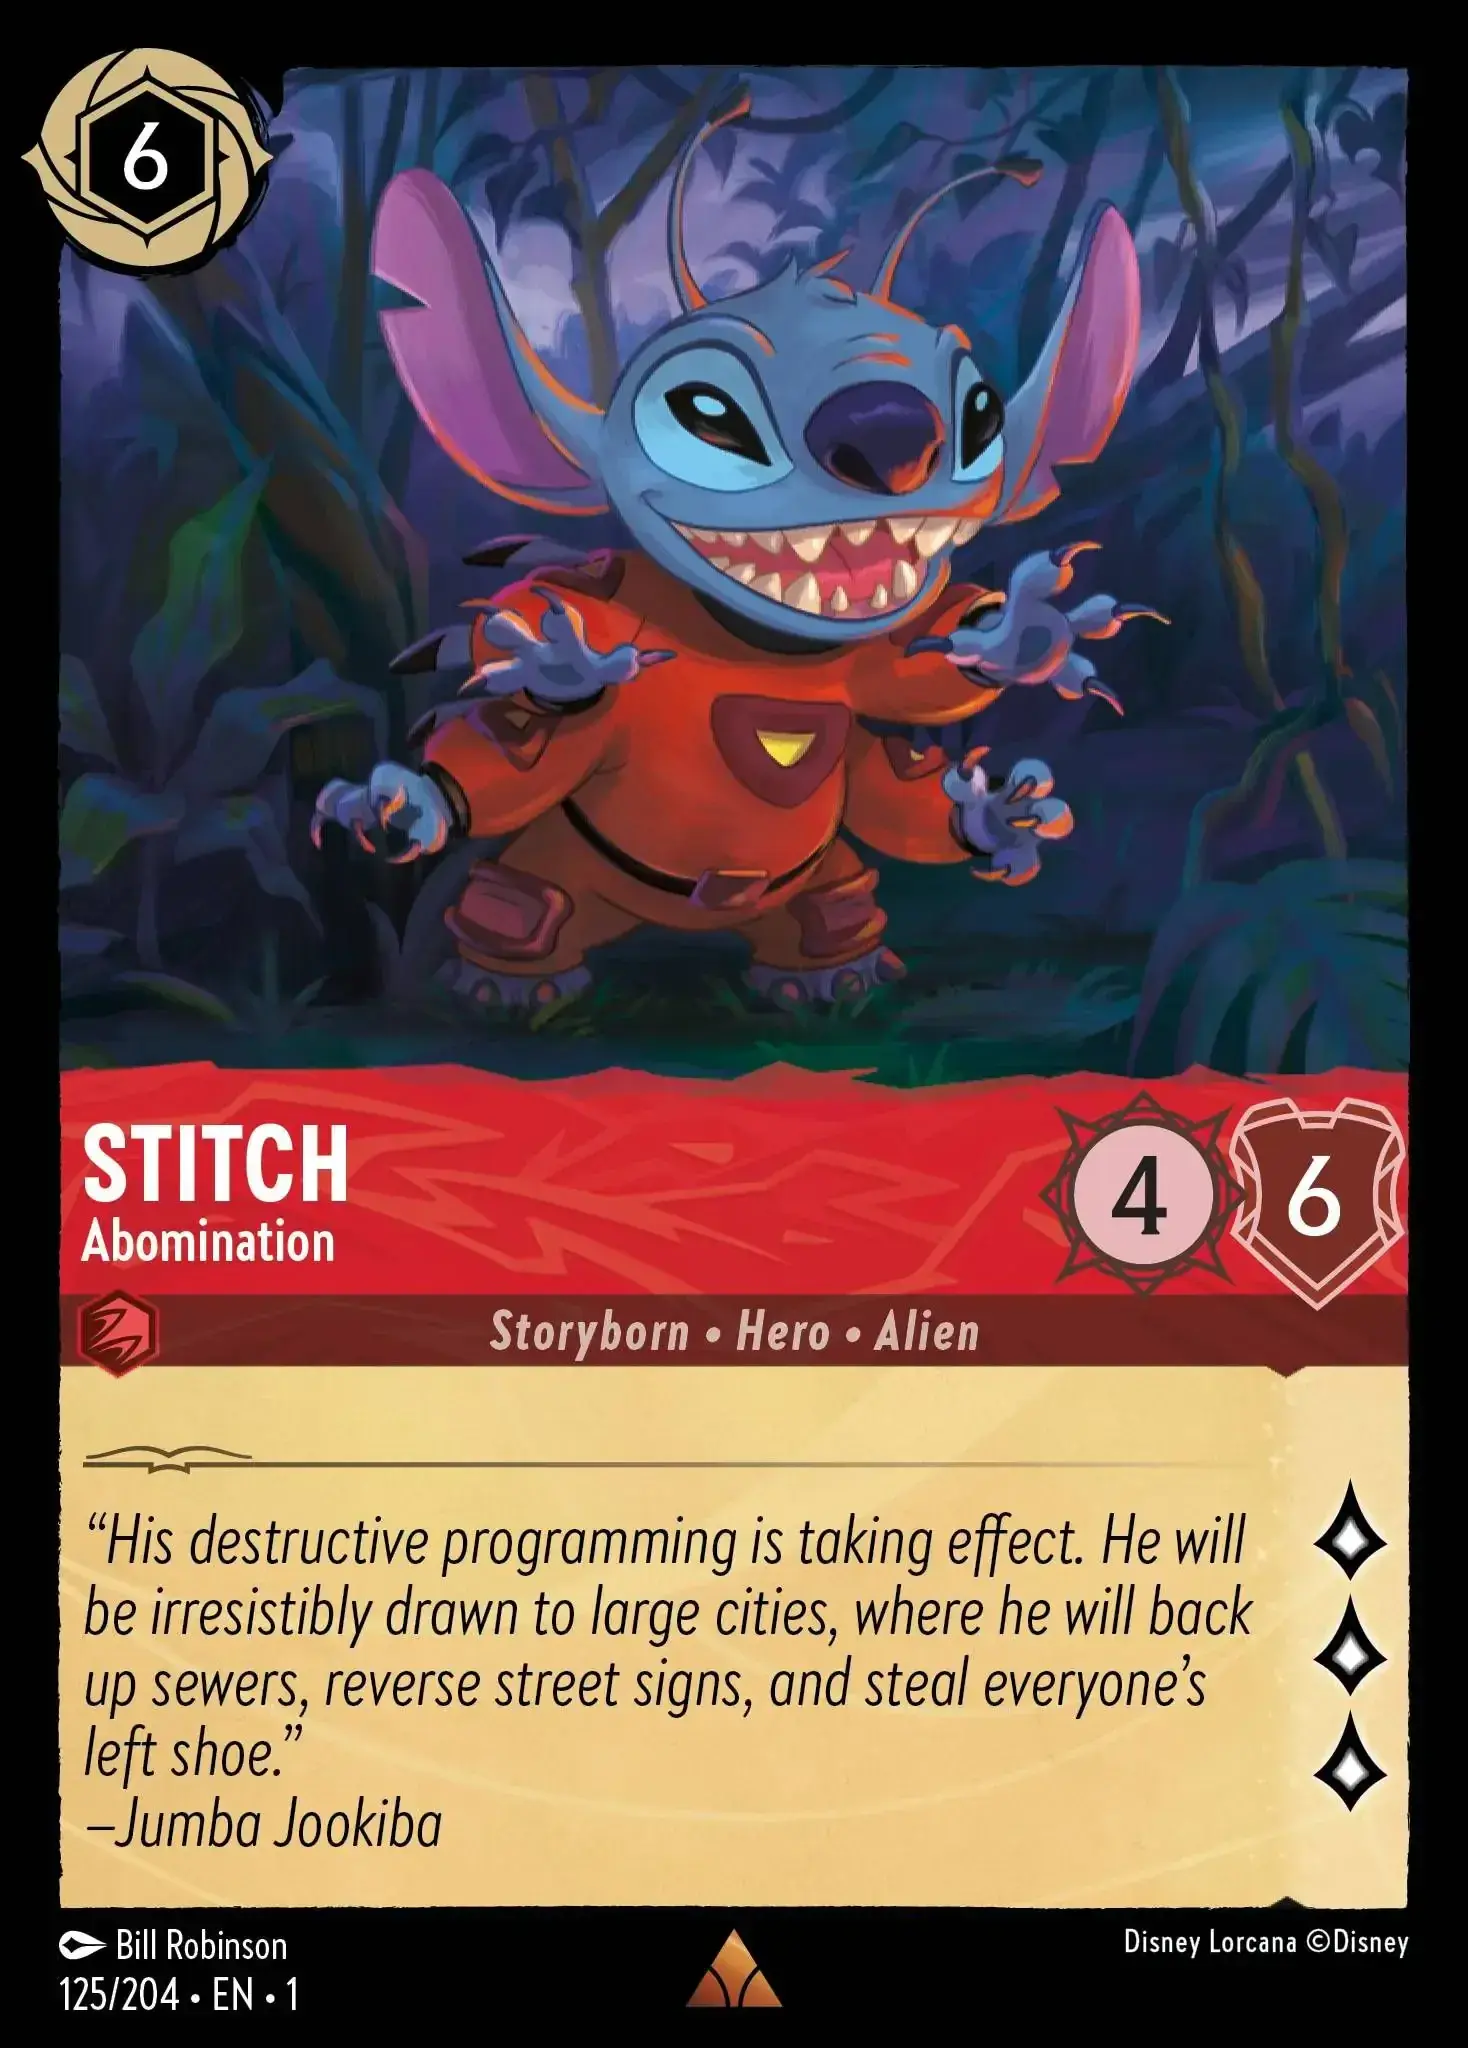 6
STITCH
Abomination
4
6
Storyborn • Hero • Alien
“His destructive programming is taking effect. He will
be irresistibly drawn to large cities, where he will back
up sewers, reverse street signs, and steal everyone’s
left shoe.”
–Jumba Jookiba
Bill Robinson
Disney Lorcana ©Disney
125/204 • EN • 1